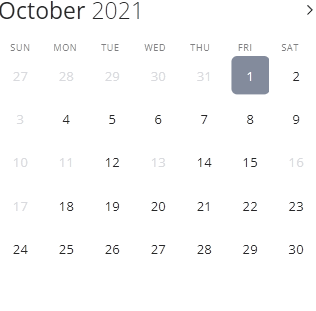 October 2021
SUN MON TUE WED THU FRI SAT
27 28 29 30 31 1 2
3 4 5 6 7 8 9
10 11 12 13 14 15 16
17 18 19 20 21 22 23
24 25 26 27 28 29 30